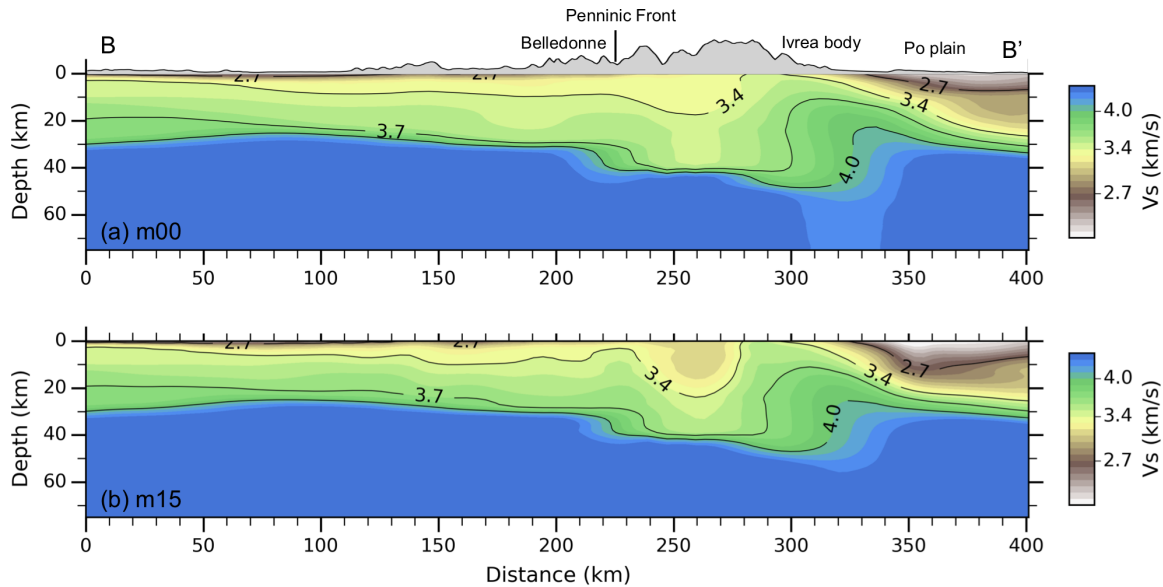 Penninic Front
B Belledonne Ivrea body Po plain B'
0
20
40
60
Depth (km)
2.7
2.7
3.4
2.7
3.4
3.7
4.0
(a) m00
0 50 100 150 200 250 300 350 400
4.0
3.4
2.7
Vs (km/s)
0
20
40
60
Depth (km)
2.7
2.7
3.4
3.4
2.7
3.7
4.0
(b) m15
0 50 100 150 200 250 300 350 400
Distance (km)
4.0
3.4
2.7
Vs (km/s)